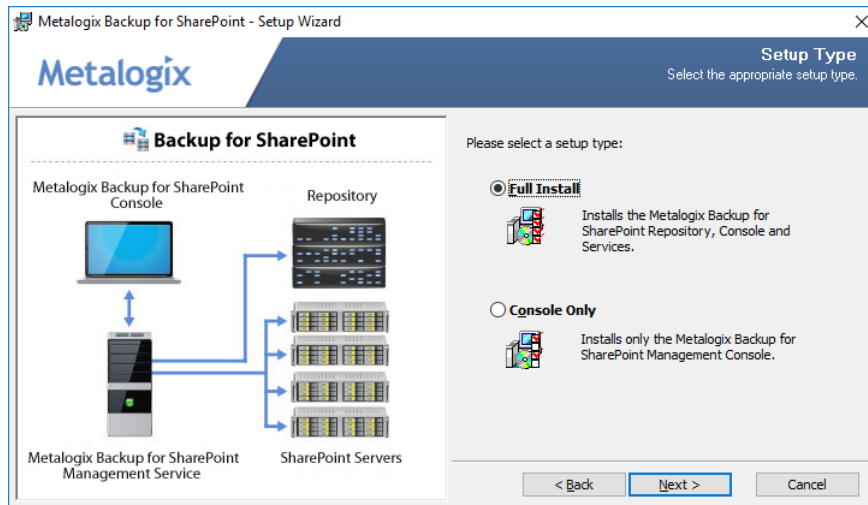 Metalogix Backup for SharePoint - Setup Wizard
Metalogix
Setup Type
Select the appropriate setup type.
Backup for SharePoint
Metalogix Backup for SharePoint
Console
Repository
Metalogix Backup for SharePoint
Management Service
SharePoint Servers
Please select a setup type:
Full Install
Installs the Metalogix Backup for
SharePoint Repository, Console and
Services.
Console Only
Installs only the Metalogix Backup for
SharePoint Management Console.
< Back
Next >
Cancel